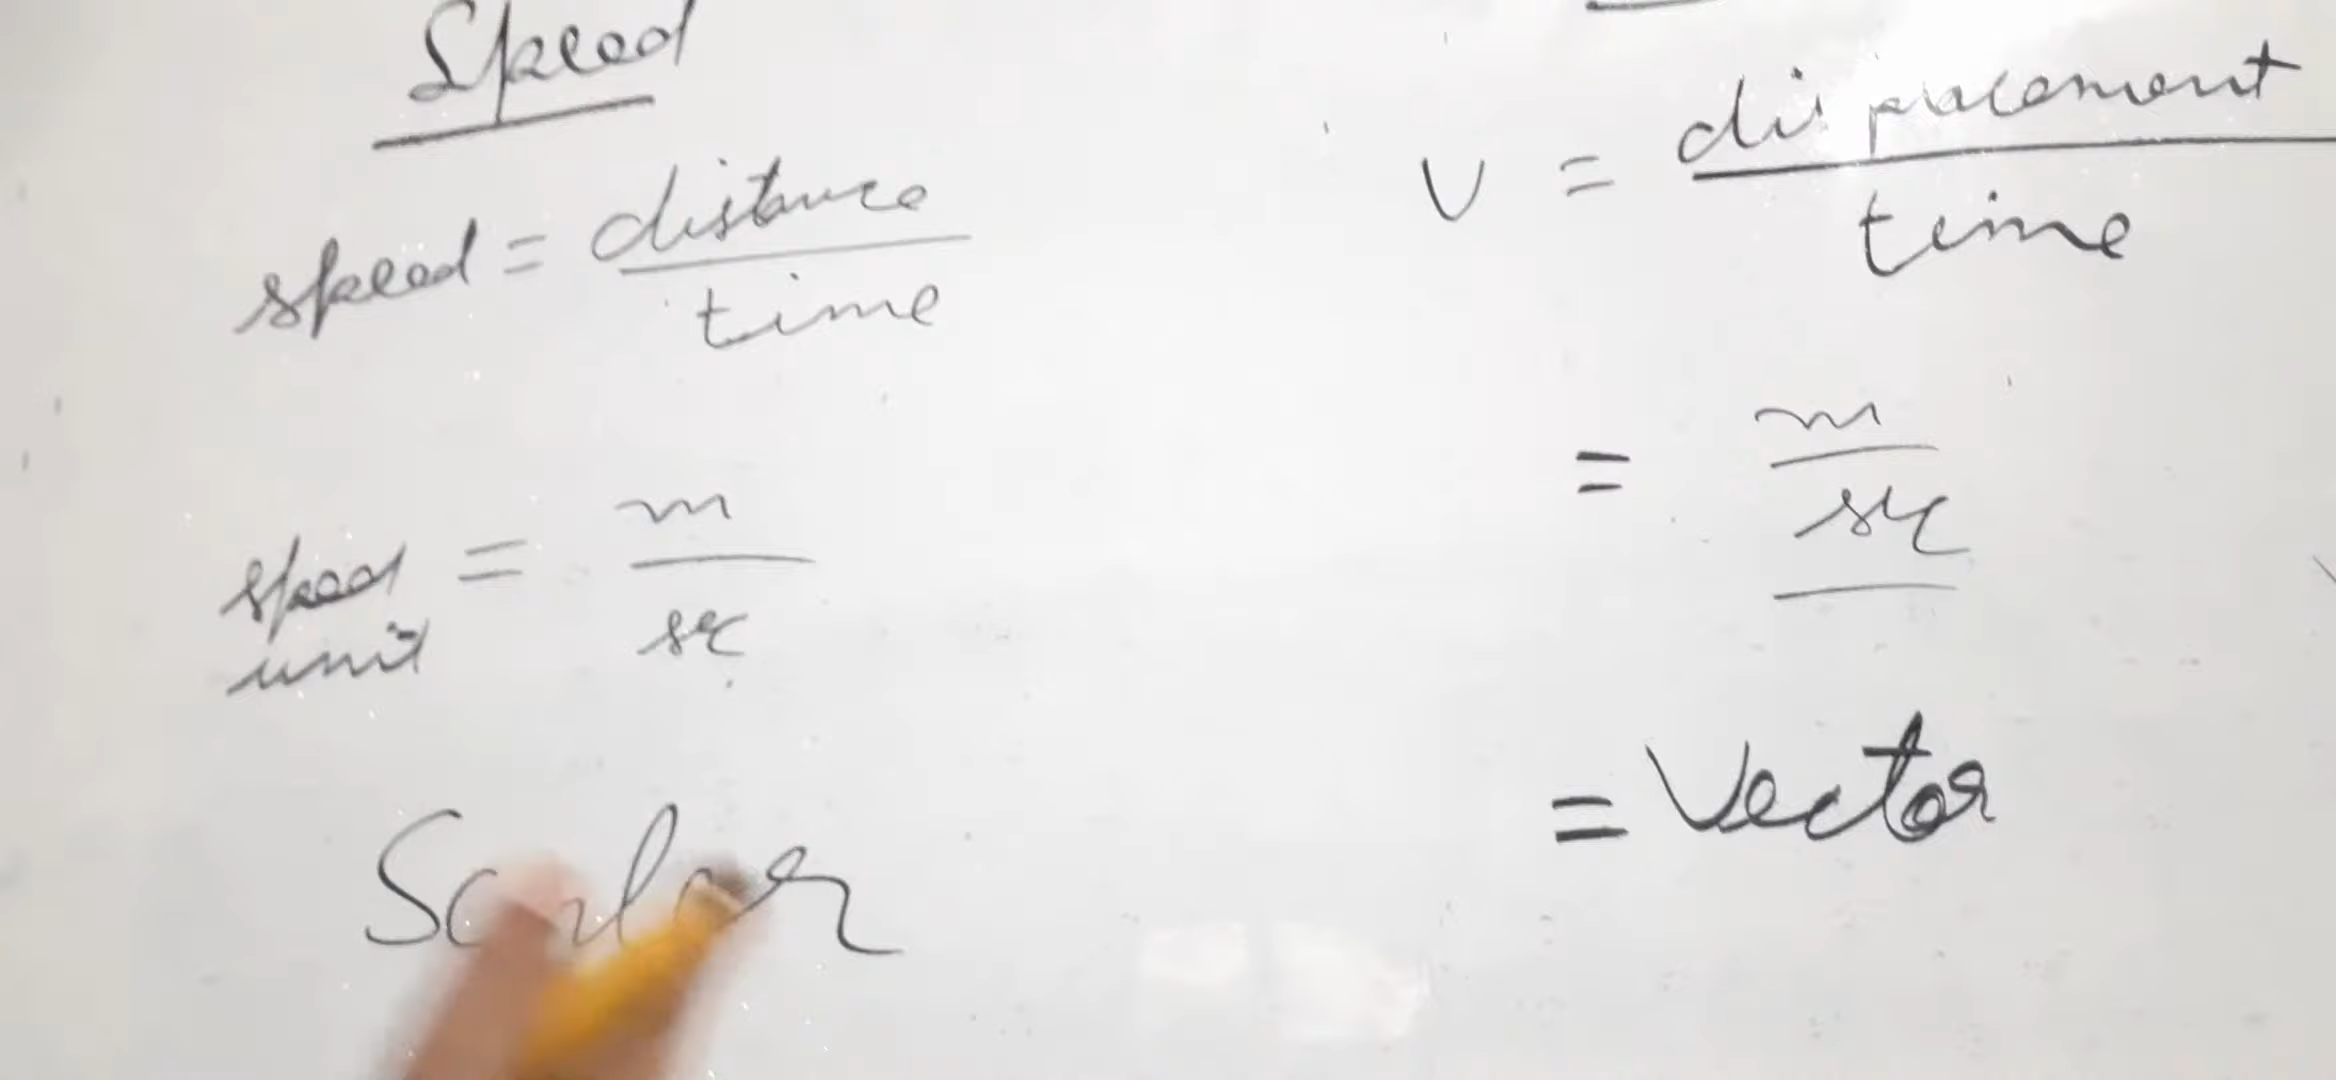 Speed
speed = distance
time
speed
unit = m
sec
Scalar
V = displacement
time
= m
sec
= Vector